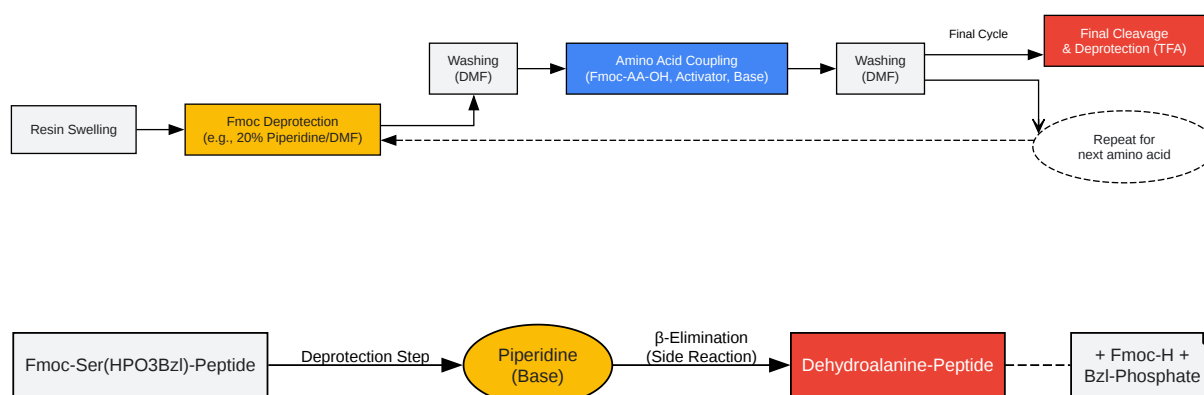 Final Cycle
Final Cleavage
& Deprotection (TFA)
Washing
(DMF)
Amino Acid Coupling
(Fmoc-AA-OH, Activator, Base)
Washing
(DMF)
Resin Swelling
Fmoc Deprotection
(e.g., 20% Piperidine/DMF)
Repeat for
next amino acid
Fmoc-Ser(HPO3Bzl)-Peptide
Deprotection Step
Piperidine
(Base)
β-Elimination
(Side Reaction)
Dehydroalanine-Peptide
+ Fmoc-H +
Bzl-Phosphate